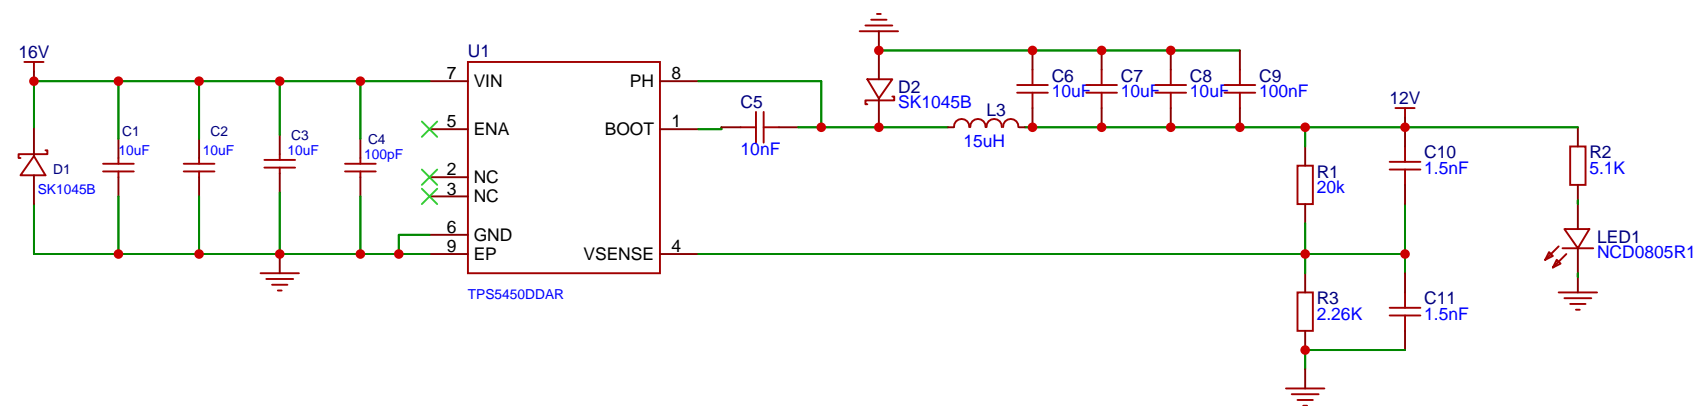 16V
D1
SK1045B
C1
10uF
C2
10uF
C3
10uF
C4
100pF
U1
7 VIN
5 ENA
2 NC
3 NC
6 GND
9 EP
PH 8
BOOT 1
VSENSE 4
TPS5450DDAR
C5
10nF
D2
SK1045B
L3
15uH
C6
10uF
C7
10uF
C8
10uF
C9
100nF
12V
R1
20k
C10
1.5nF
R3
2.26K
C11
1.5nF
R2
5.1K
LED1
NCD0805R1